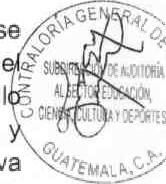 se
el
lo
y
va
CONTRALORÍA GENERAL DE
SUBDIRECCIÓN DE AUDITORÍA
AL SECTOR EDUCACIÓN,
CIENCIA, CULTURA Y DEPORTES
GUATEMALA, C.A.